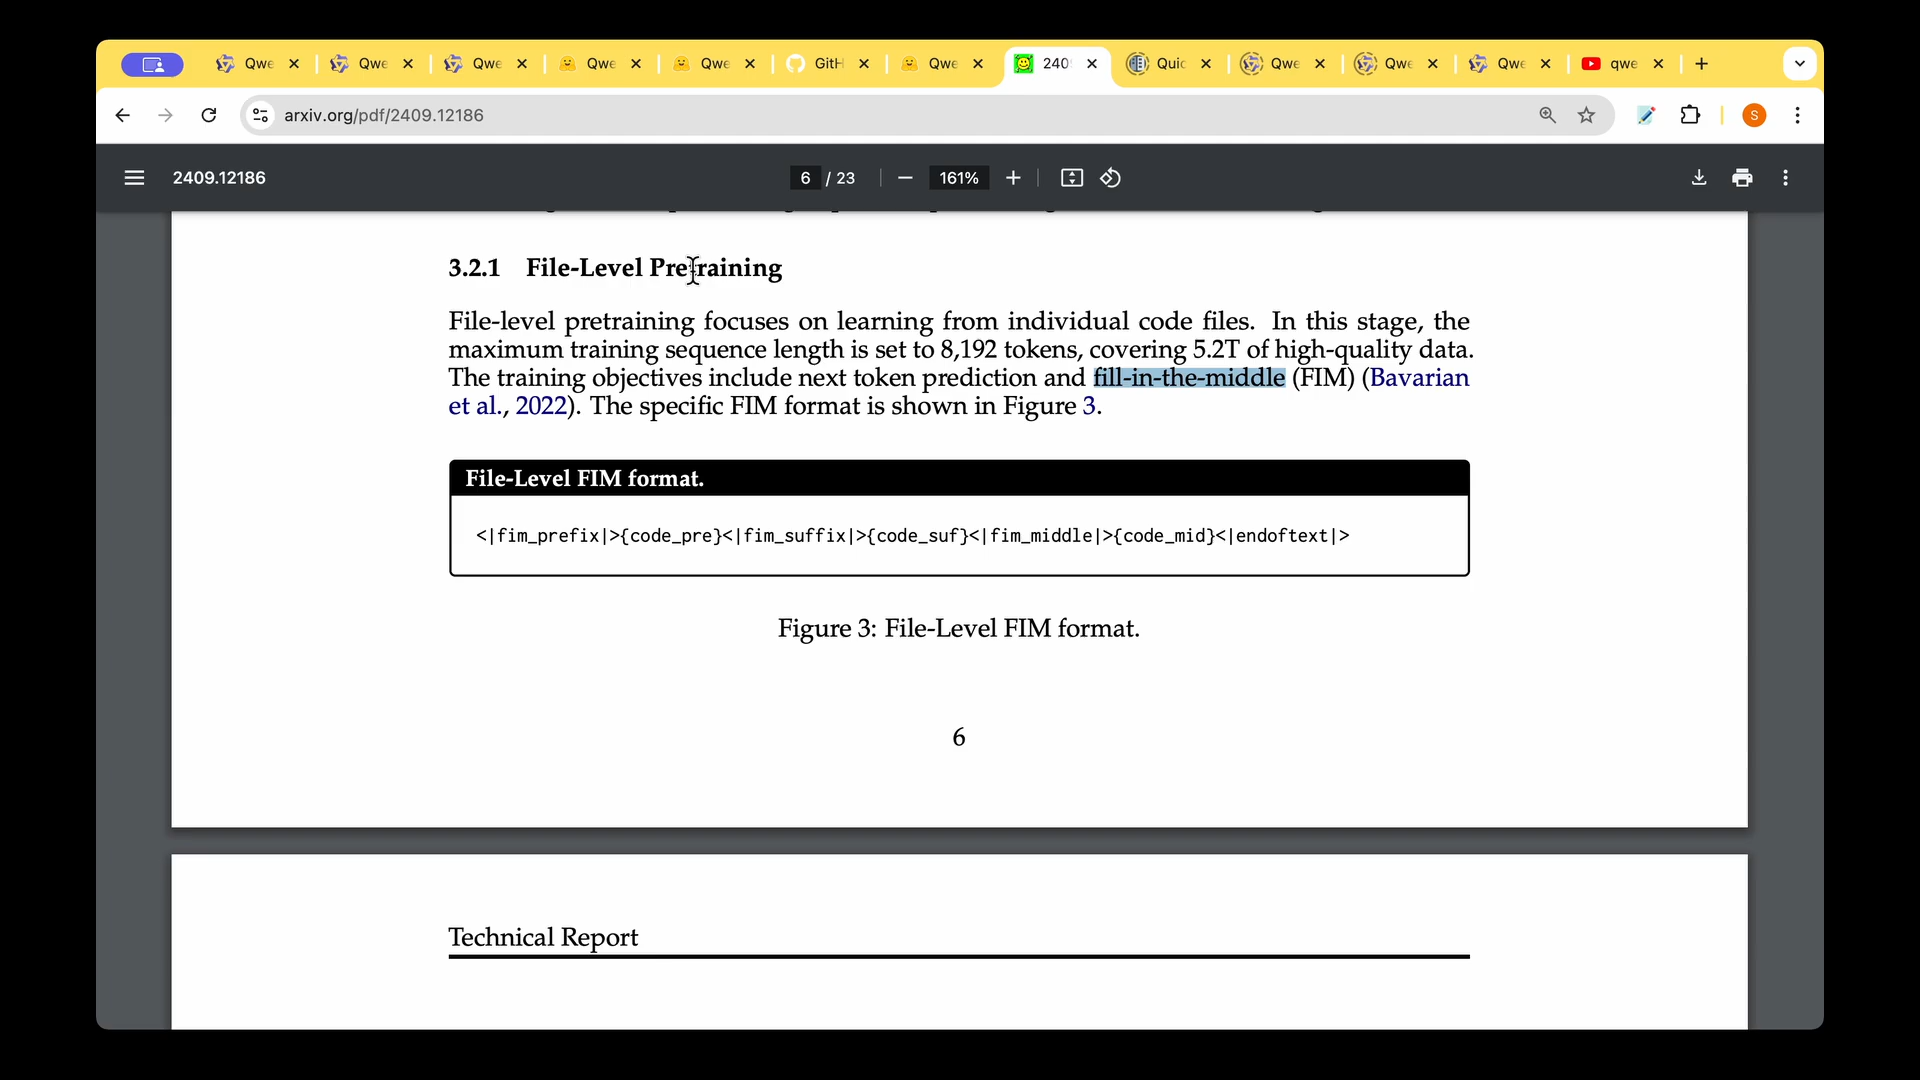 Qwe
Qwe
Qwe
Qwe
Qwe
GitH
Qwe
240
Quic
Qwe
Qwe
Qwe
qwe
arxiv.org/pdf/2409.12186
S
2409.12186
6 / 23
161%
3.2.1 File-Level Pretraining
File-level pretraining focuses on learning from individual code files. In this stage, the
maximum training sequence length is set to 8,192 tokens, covering 5.2T of high-quality data.
The training objectives include next token prediction and fill-in-the-middle (FIM) (Bavarian
et al., 2022). The specific FIM format is shown in Figure 3.
File-Level FIM format.
<|fim_prefix|>{code_pre}<|fim_suffix|>{code_suf}<|fim_middle|>{code_mid}<|endoftext|>
Figure 3: File-Level FIM format.
6
Technical Report